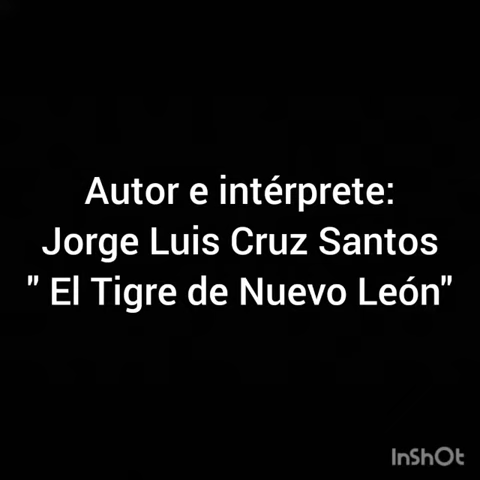 Autor e intérprete:
Jorge Luis Cruz Santos
" El Tigre de Nuevo León"
InShOt